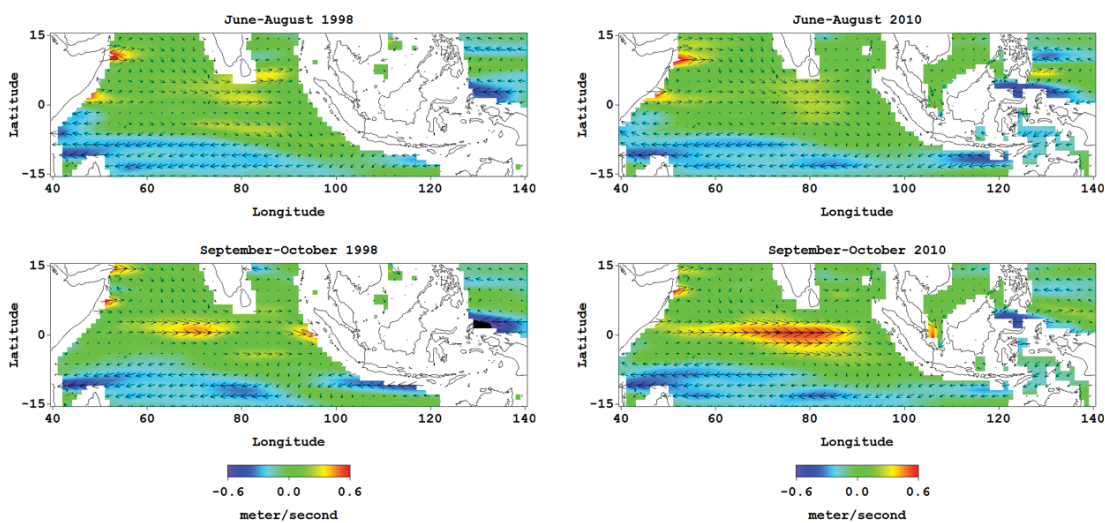 June-August 1998
15
0
-15
Latitude
40 60 80 100 120 140
Longitude
June-August 2010
15
0
-15
Latitude
40 60 80 100 120 140
Longitude
September-October 1998
15
0
-15
Latitude
40 60 80 100 120 140
Longitude
September-October 2010
15
0
-15
Latitude
40 60 80 100 120 140
Longitude
-0.6 0.0 0.6
meter/second
-0.6 0.0 0.6
meter/second